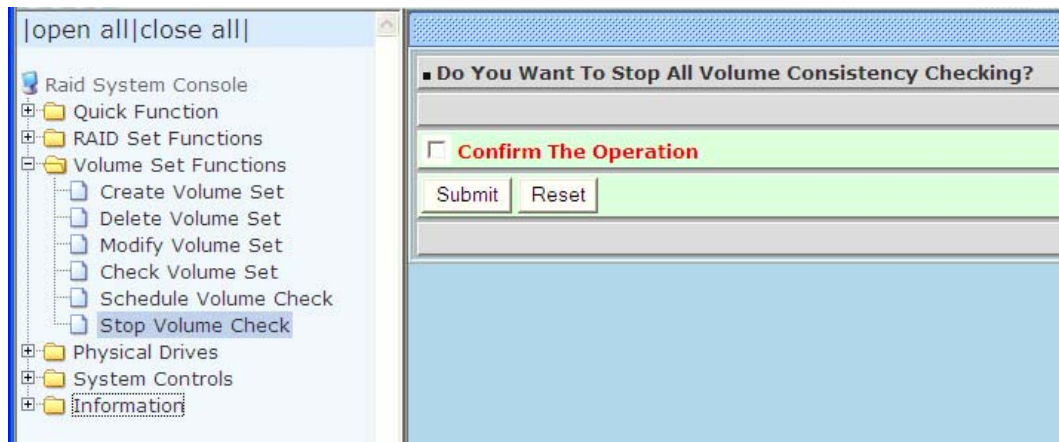 |open all|close all|
Raid System Console
Quick Function
RAID Set Functions
Volume Set Functions
Create Volume Set
Delete Volume Set
Modify Volume Set
Check Volume Set
Schedule Volume Check
Stop Volume Check
Physical Drives
System Controls
Information
Do You Want To Stop All Volume Consistency Checking?
Confirm The Operation
Submit Reset